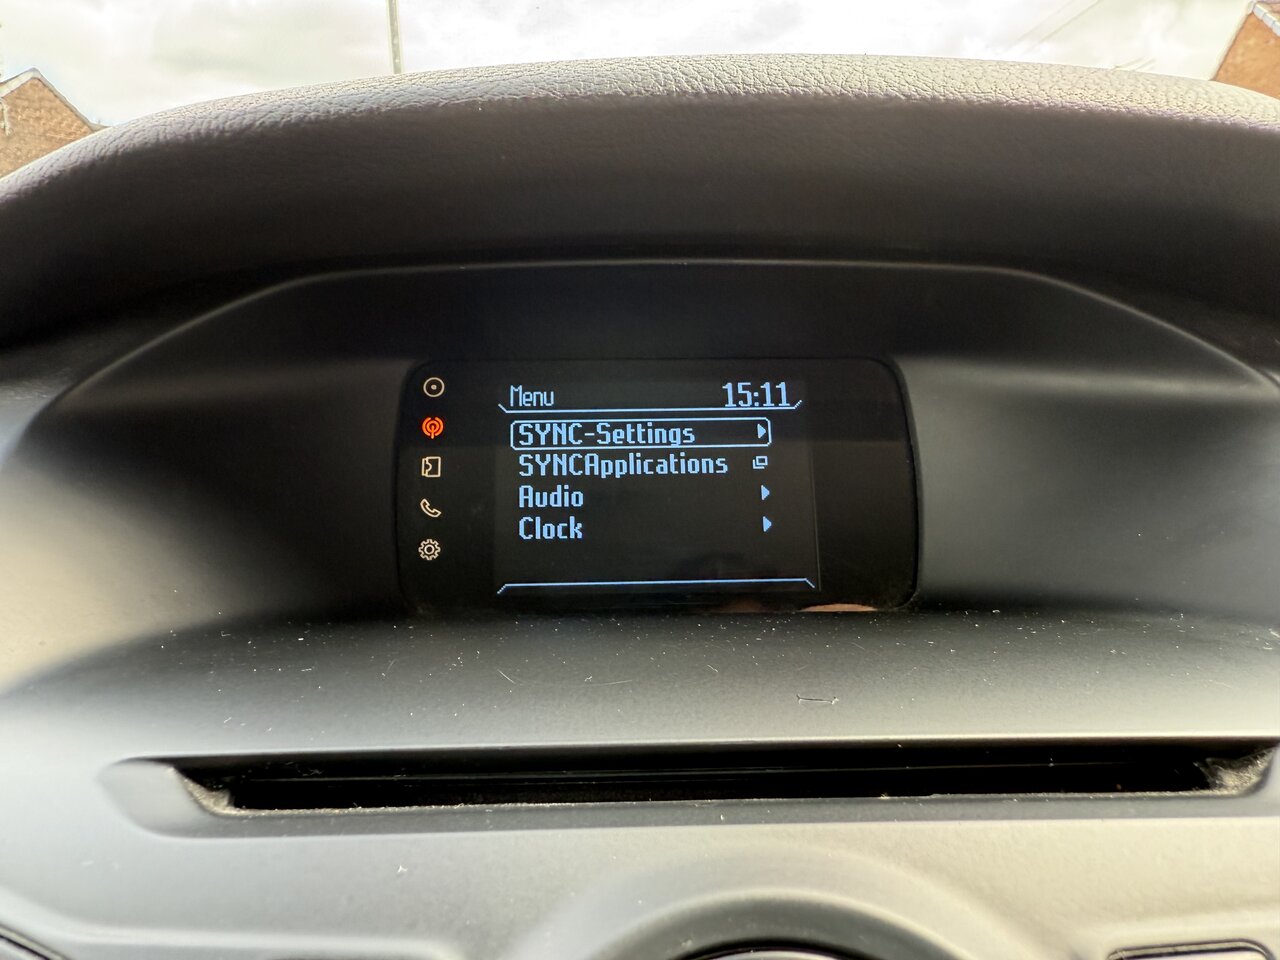 Menu 15:11
SYNC-Settings
SYNCApplications
Audio
Clock